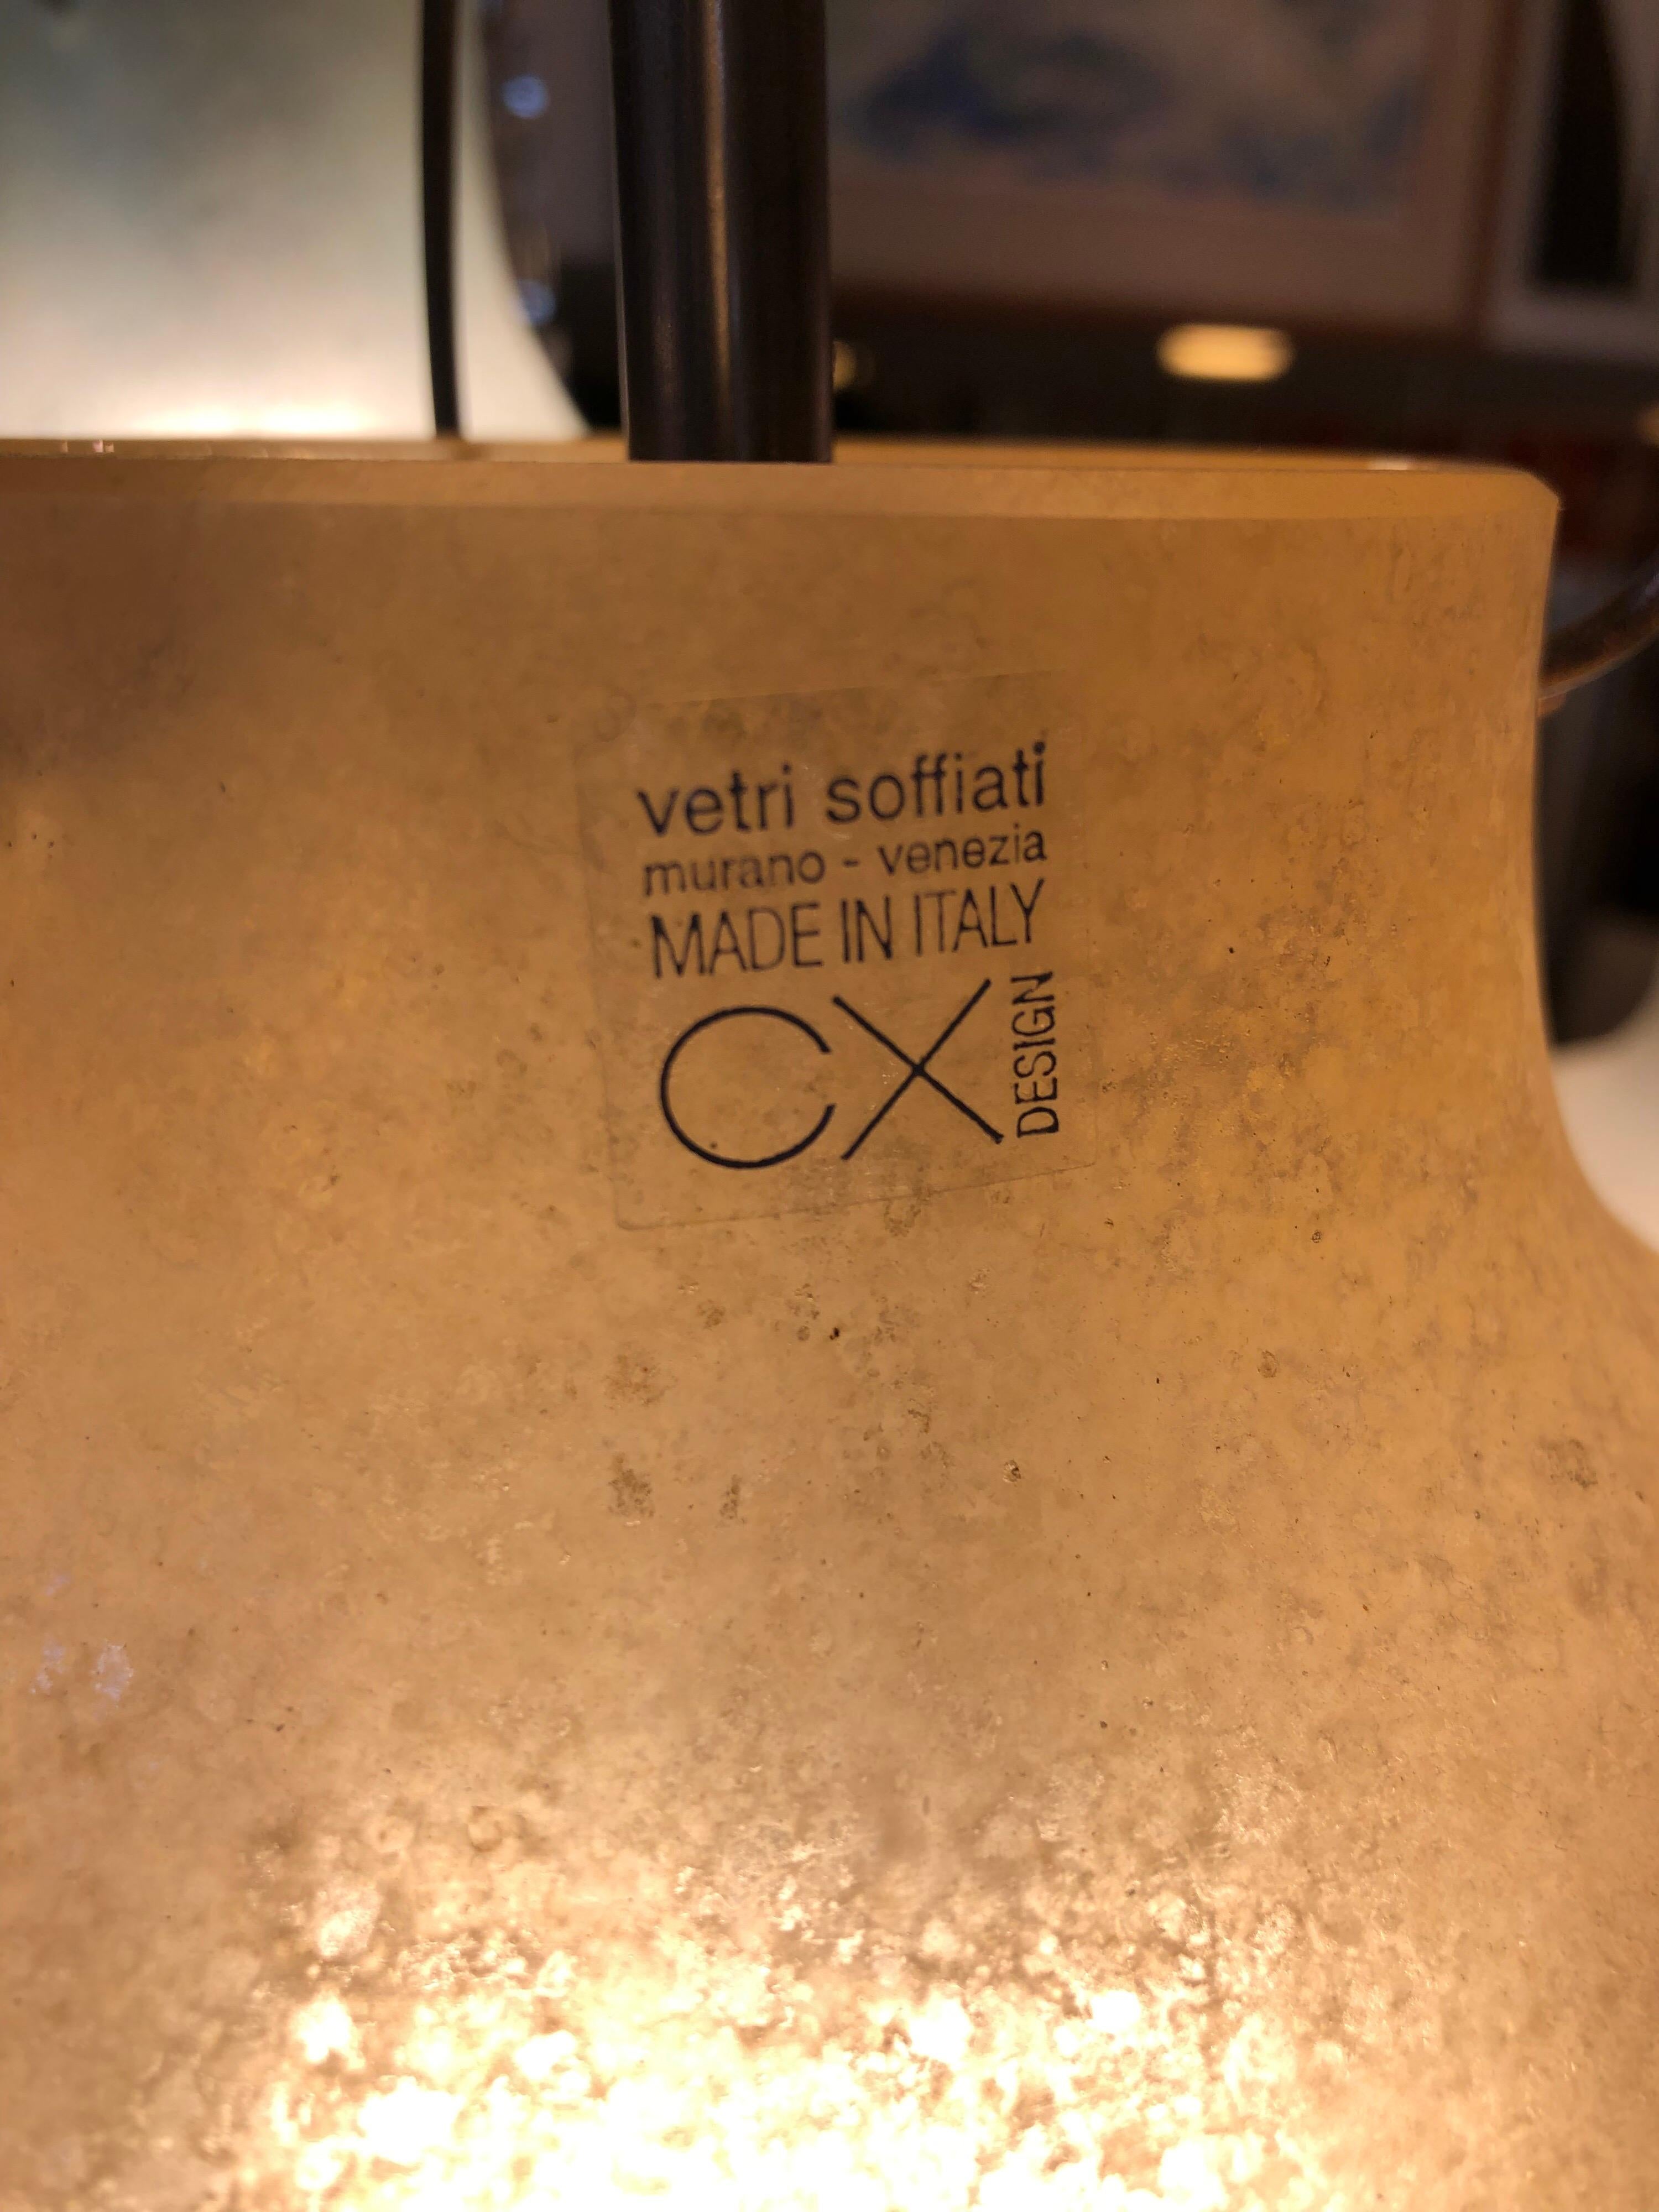 vetri soffiati
murano - venezia
MADE IN ITALY
CX DESIGN